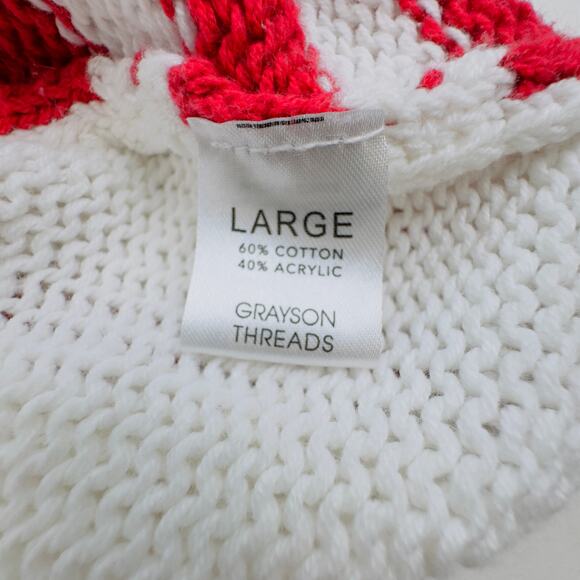 LARGE
60% COTTON
40% ACRYLIC
GRAYSON
THREADS